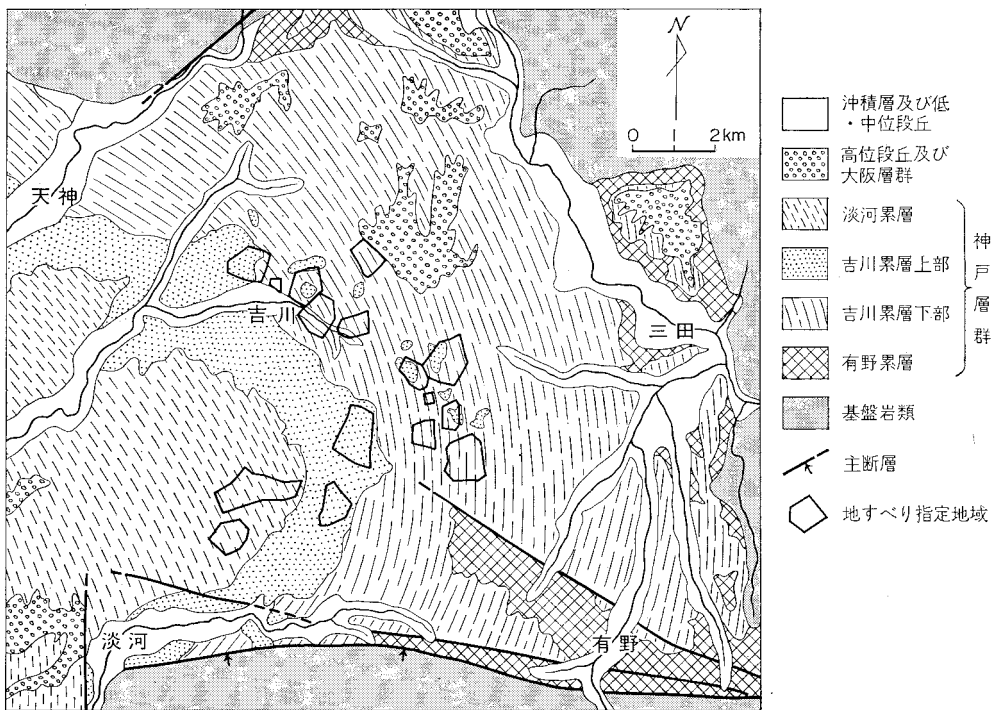 N
0 1 2km
天神
吉川
三田
淡河
有野
沖積層及び低
・中位段丘
高位段丘及び
大阪層群
淡河累層
吉川累層上部
吉川累層下部
有野累層
神戸層群
基盤岩類
主断層
地すべり指定地域